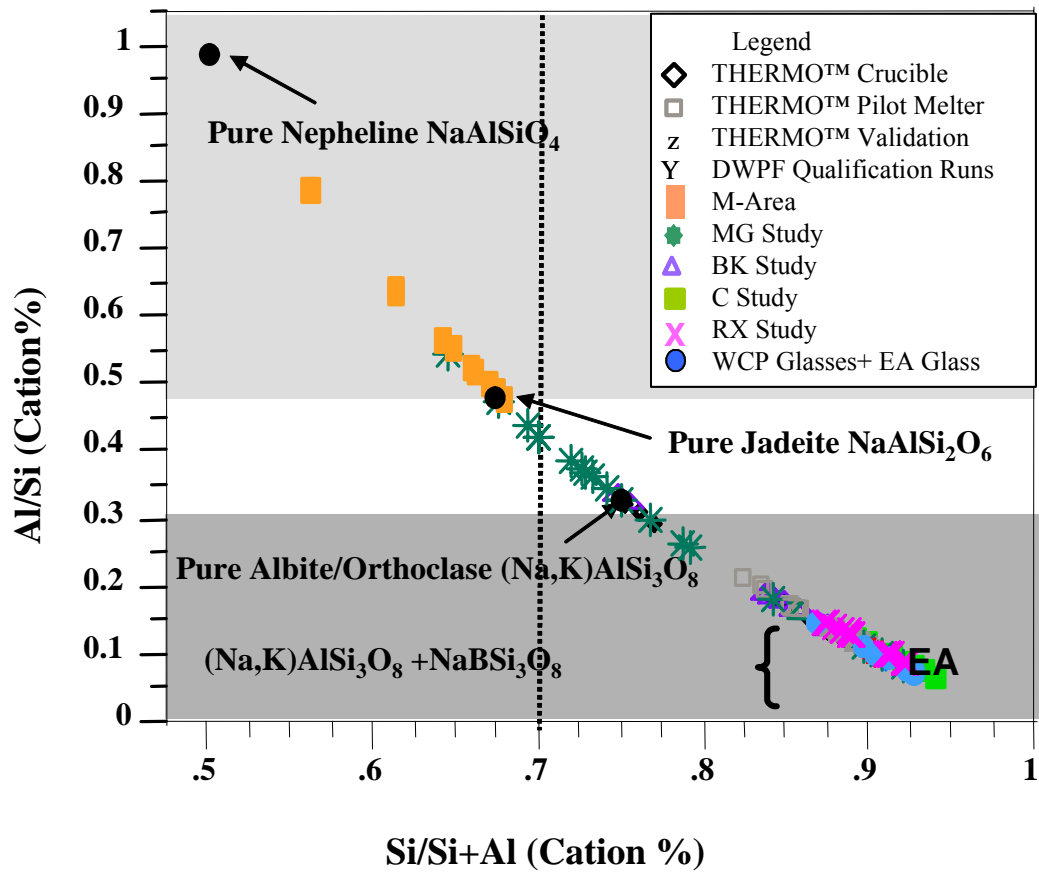 Al/Si (Cation%)
1
0.9
0.8
0.7
0.6
0.5
0.4
0.3
0.2
0.1
0
Pure Nepheline NaAlSiO₄
Legend
THERMO™ Crucible
THERMO™ Pilot Melter
z THERMO™ Validation
Y DWPF Qualification Runs
M-Area
MG Study
BK Study
C Study
RX Study
WCP Glasses+ EA Glass
Pure Jadeite NaAlSi₂O₆
Pure Albite/Orthoclase (Na,K)AlSi₃O₈
(Na,K)AlSi₃O₈ +NaBSi₃O₈
{
EA
.5 .6 .7 .8 .9 1
Si/Si+Al (Cation %)